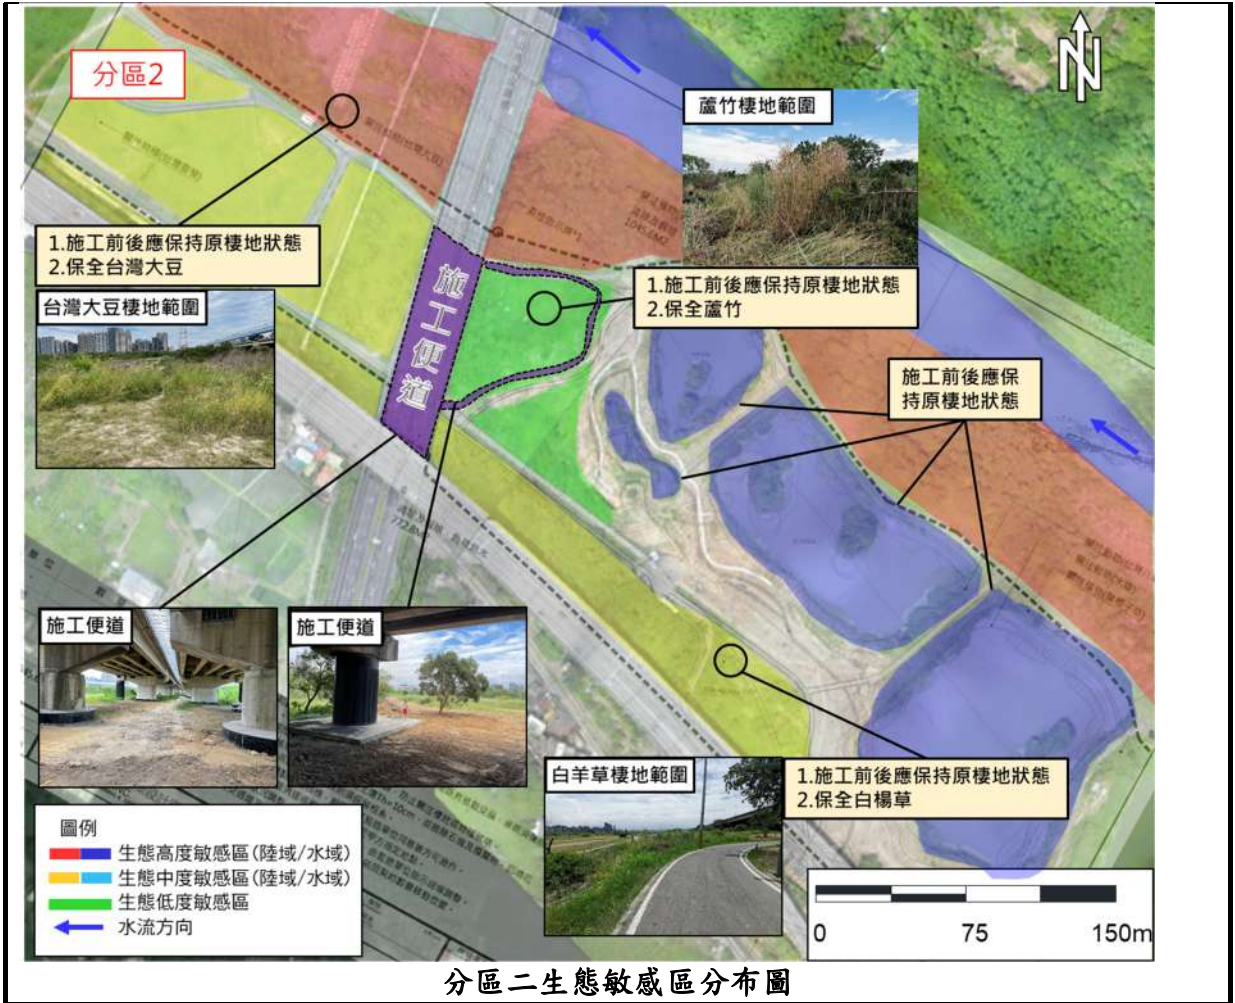 分區2
蘆竹棲地範圍
1.施工前後應保持原棲地狀態
2.保全台灣大豆
1.施工前後應保持原棲地狀態
2.保全蘆竹
台灣大豆棲地範圍
施工便道
施工前後應保
持原棲地狀態
施工便道
施工便道
白羊草棲地範圍
1.施工前後應保持原棲地狀態
2.保全白楊草
圖例
生態高度敏感區(陸域/水域)
生態中度敏感區(陸域/水域)
生態低度敏感區
水流方向
0 75 150m
N
分區二生態敏感區分布圖